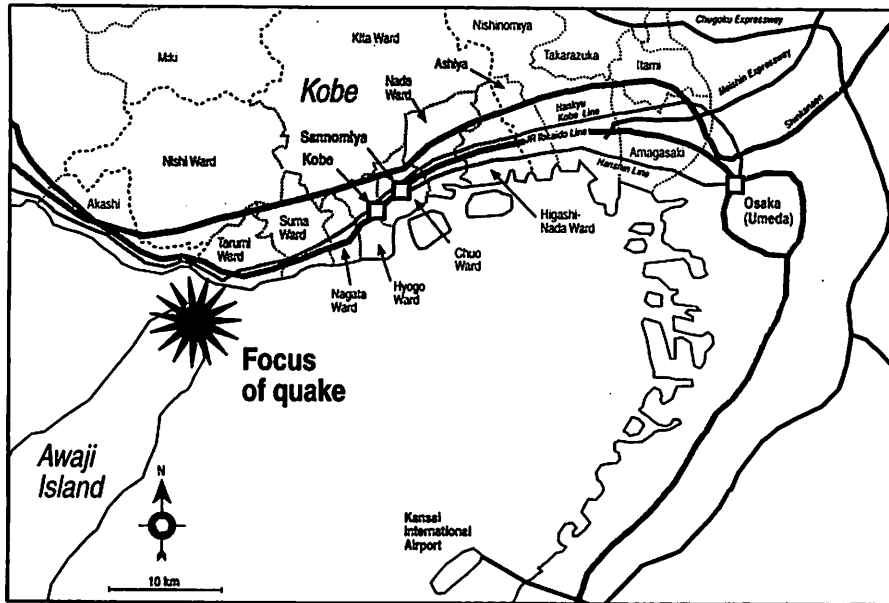 Chugoku Expressway
Nishinomiya
Kita Ward
Takarazuka
Miki
Ashiya
Itami
Meishin Expressway
Kobe
Nada
Ward
Shinkansen
Hankyu
Kobe Line
Sannomiya
Kobe
JR Tokaido Line
Nishi Ward
Amagasaki
Hanshin Line
Akashi
Suma
Ward
Higashi-
Nada Ward
Osaka
(Umeda)
Tarumi
Ward
Chuo
Ward
Nagata
Ward
Hyogo
Ward
Focus
of quake
Awaji
Island
N
Kansai
International
Airport
10 km